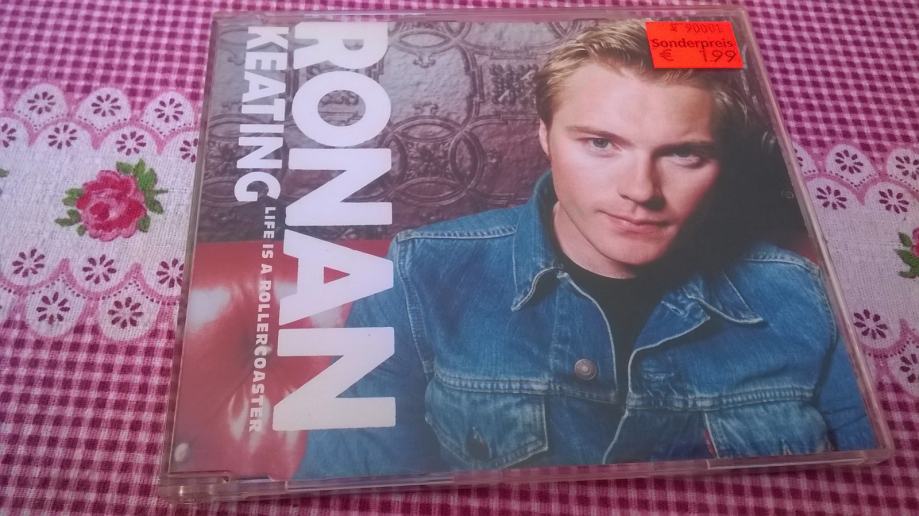 RONAN
KEATING
LIFE IS A ROLLERCOASTER
Sonderpreis
€ 1.99